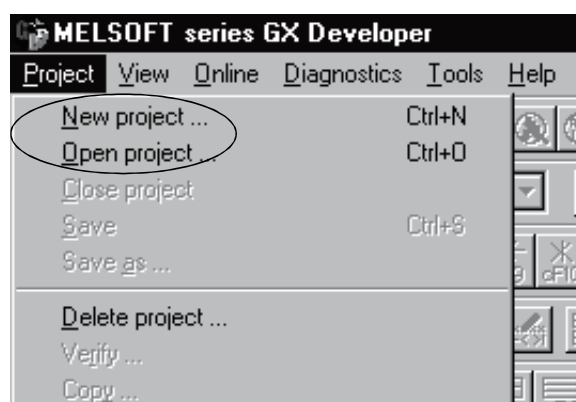 MELSOFT series GX Developer
Project View Online Diagnostics Tools Help
New project ... Ctrl+N
Open project ... Ctrl+O
Close project
Save Ctrl+S
Save as ...
Delete project ...
Verify ...
Copy ...